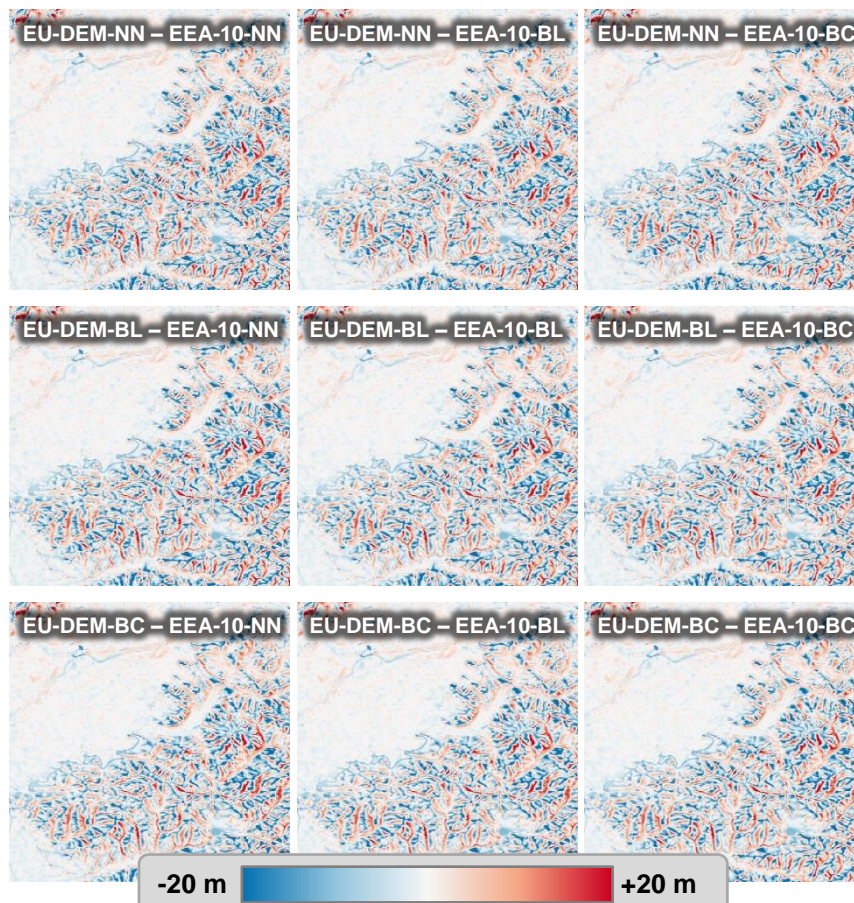 EU-DEM-NN – EEA-10-NN
EU-DEM-NN – EEA-10-BL
EU-DEM-NN – EEA-10-BC
EU-DEM-BL – EEA-10-NN
EU-DEM-BL – EEA-10-BL
EU-DEM-BL – EEA-10-BC
EU-DEM-BC – EEA-10-NN
EU-DEM-BC – EEA-10-BL
EU-DEM-BC – EEA-10-BC
-20 m
+20 m